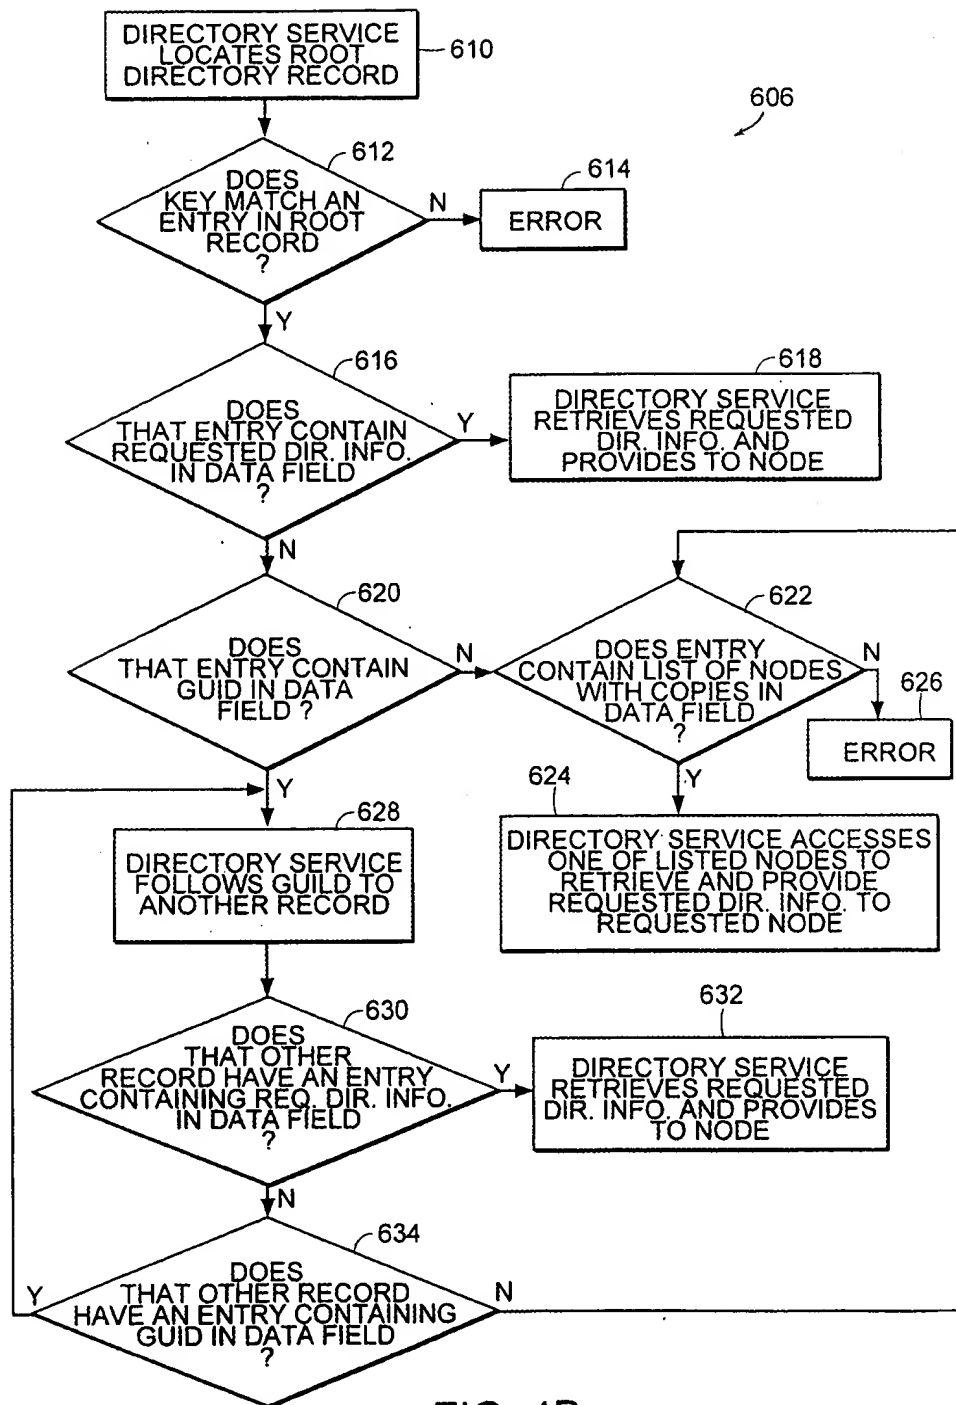 DIRECTORY SERVICE
LOCATES ROOT
DIRECTORY RECORD
610
606
612
DOES
KEY MATCH AN
ENTRY IN ROOT
RECORD
?
N
614
ERROR
Y
616
DOES
THAT ENTRY CONTAIN
REQUESTED DIR. INFO.
IN DATA FIELD
?
Y
618
DIRECTORY SERVICE
RETRIEVES REQUESTED
DIR. INFO. AND
PROVIDES TO NODE
N
620
DOES
THAT ENTRY CONTAIN
GUID IN DATA
FIELD ?
N
622
DOES ENTRY
CONTAIN LIST OF NODES
WITH COPIES IN
DATA FIELD
?
N
626
ERROR
Y
Y
624
DIRECTORY SERVICE ACCESSES
ONE OF LISTED NODES TO
RETRIEVE AND PROVIDE
REQUESTED DIR. INFO. TO
REQUESTED NODE
628
DIRECTORY SERVICE
FOLLOWS GUILD TO
ANOTHER RECORD
630
DOES
THAT OTHER
RECORD HAVE AN ENTRY
CONTAINING REQ. DIR. INFO.
IN DATA FIELD
?
Y
632
DIRECTORY SERVICE
RETRIEVES REQUESTED
DIR. INFO. AND PROVIDES
TO NODE
N
634
DOES
THAT OTHER RECORD
HAVE AN ENTRY CONTAINING
GUID IN DATA FIELD
?
Y
N